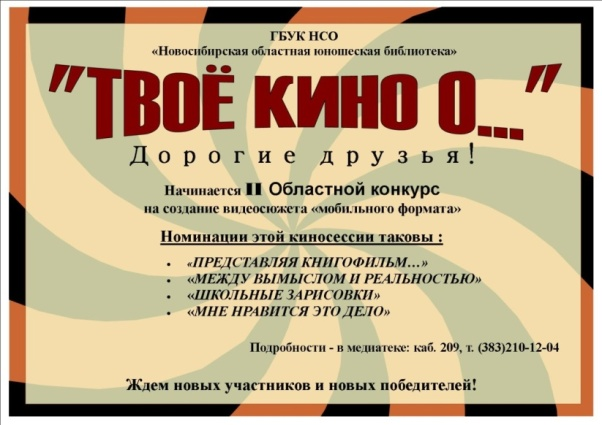 ГБУК НСО
«Новосибирская областная юношеская библиотека»
"ТВОЁ КИНО О..."
Дорогие друзья!
Начинается II Областной конкурс
на создание видеосюжета «мобильного формата»
Номинации этой киносессии таковы :
• «ПРЕДСТАВЛЯЯ КНИГОФИЛЬМ…»
• «МЕЖДУ ВЫМЫСЛОМ И РЕАЛЬНОСТЬЮ»
• «ШКОЛЬНЫЕ ЗАРИСОВКИ»
• «МНЕ НРАВИТСЯ ЭТО ДЕЛО»
Подробности - в медиатеке: каб. 209, т. (383)210-12-04
Ждем новых участников и новых победителей!